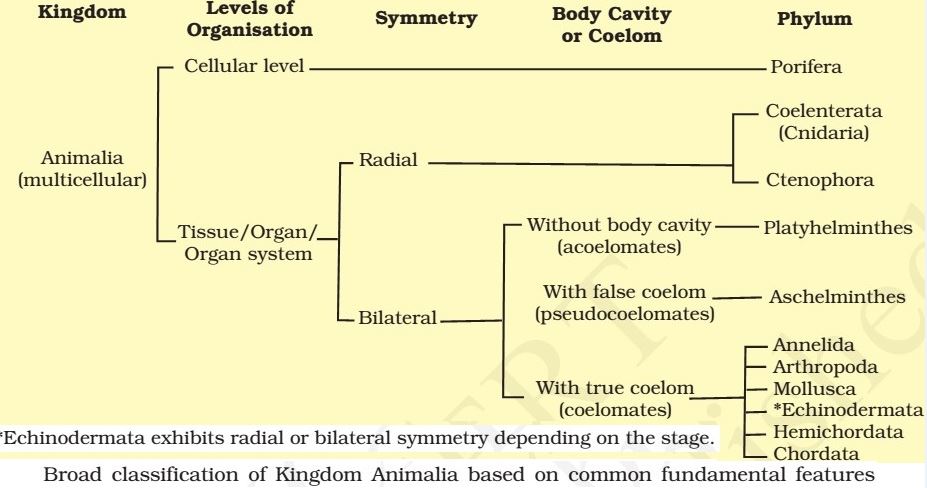 Kingdom
Levels of
Organisation
Symmetry
Body Cavity
or Coelom
Phylum
Cellular level
Porifera
Animalia
(multicellular)
Tissue/Organ/
Organ system
Radial
Coelenterata
(Cnidaria)
Ctenophora
Bilateral
Without body cavity
(acoelomates)
Platyhelminthes
With false coelom
(pseudocoelomates)
Aschelminthes
With true coelom
(coelomates)
Annelida
Arthropoda
Mollusca
*Echinodermata
Hemichordata
Chordata
*Echinodermata exhibits radial or bilateral symmetry depending on the stage.
Broad classification of Kingdom Animalia based on common fundamental features